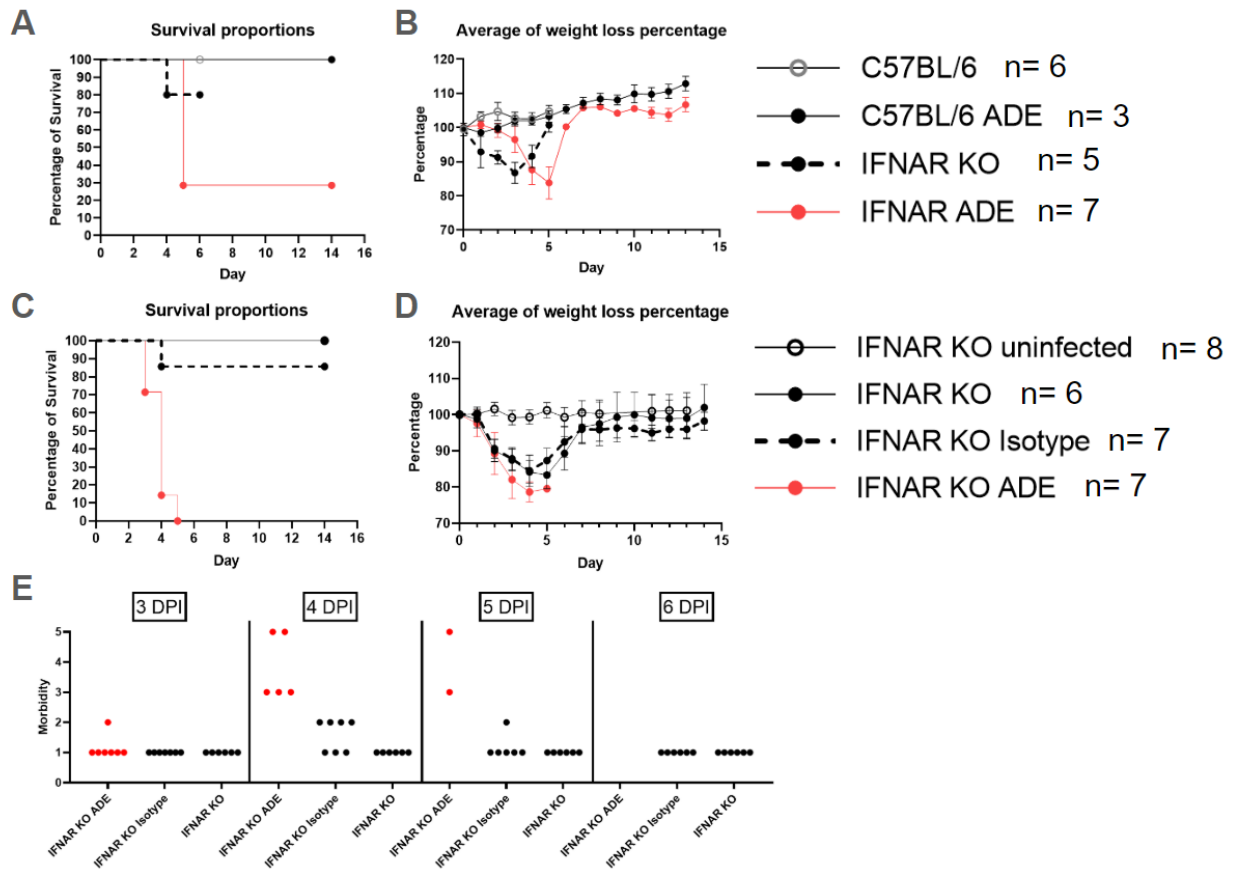 A
Survival proportions
Percentage of Survival
100
90
80
70
60
50
40
30
20
10
0
0 2 4 6 8 10 12 14 16
Day
B
Average of weight loss percentage
Percentage
120
110
100
90
80
70
0 5 10 15
Day
C57BL/6 n= 6
C57BL/6 ADE n= 3
IFNAR KO n= 5
IFNAR ADE n= 7
C
Survival proportions
Percentage of Survival
100
90
80
70
60
50
40
30
20
10
0
0 2 4 6 8 10 12 14 16
Day
D
Average of weight loss percentage
Percentage
120
110
100
90
80
70
0 5 10 15
Day
IFNAR KO uninfected n= 8
IFNAR KO n= 6
IFNAR KO Isotype n= 7
IFNAR KO ADE n= 7
E
3 DPI 4 DPI 5 DPI 6 DPI
Morbidity
5
4
3
2
1
0
IFNAR KO ADE
IFNAR KO Isotype
IFNAR KO
IFNAR KO ADE
IFNAR KO Isotype
IFNAR KO
IFNAR KO ADE
IFNAR KO Isotype
IFNAR KO
IFNAR KO ADE
IFNAR KO Isotype
IFNAR KO